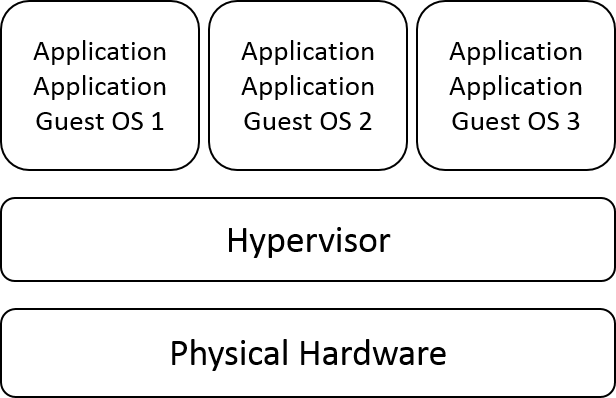 Application
Application
Guest OS 1
Application
Application
Guest OS 2
Application
Application
Guest OS 3
Hypervisor
Physical Hardware